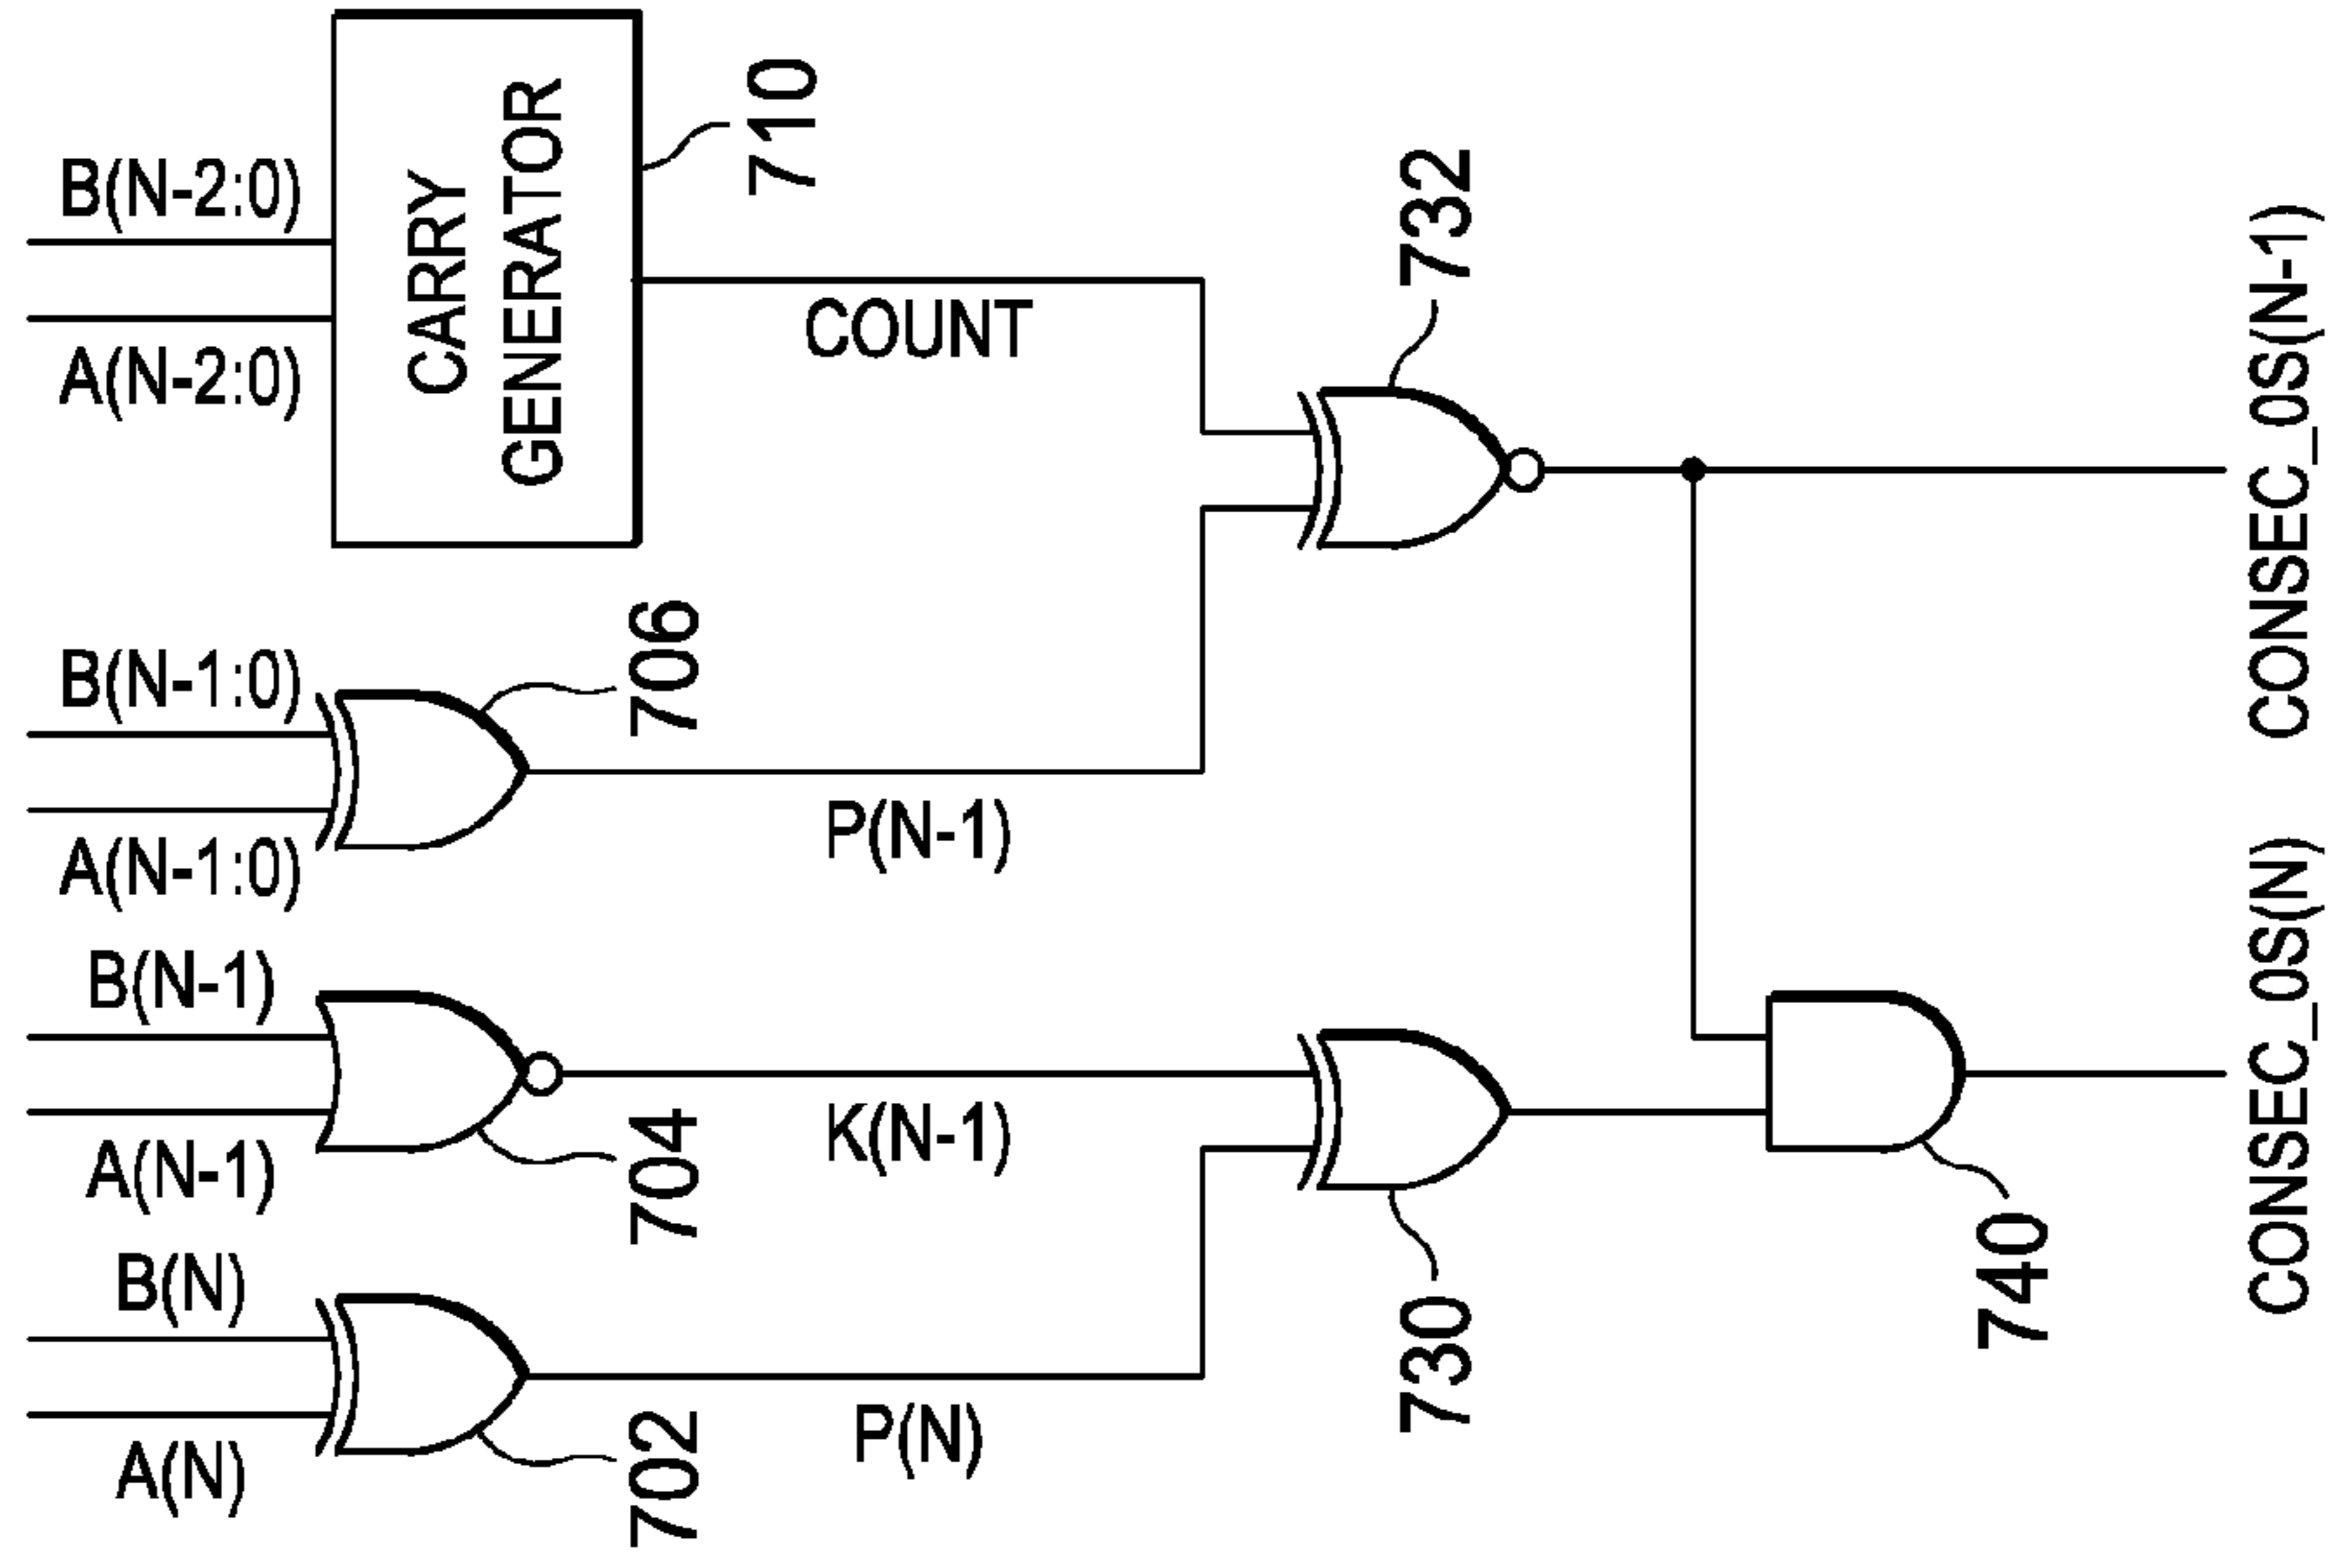 B(N-2:0)
A(N-2:0)
CARRY
GENERATOR
710
COUNT
732
CONSEC_0S(N-1)
B(N-1:0)
A(N-1:0)
706
P(N-1)
B(N-1)
A(N-1)
704
K(N-1)
730
740
CONSEC_0S(N)
B(N)
A(N)
702
P(N)